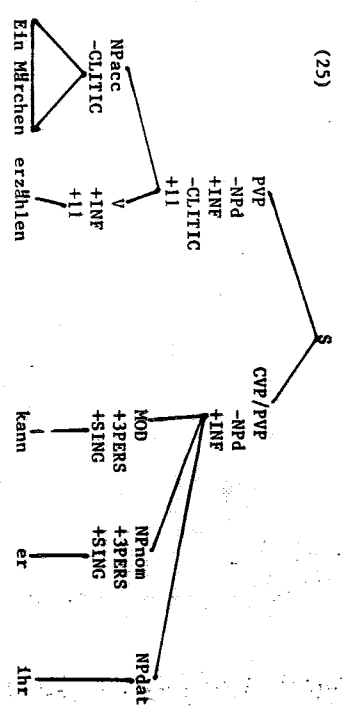 (25) S
PVP CVP/PVP
-NPd -NPd
+INF +INF
-CLITIC
+11
NPacc MOD NPnom NPdat
-CLITIC V +3PERS +3PERS
+INF +SING +SING
+11
Ein Märchen erzählen kann er ihr